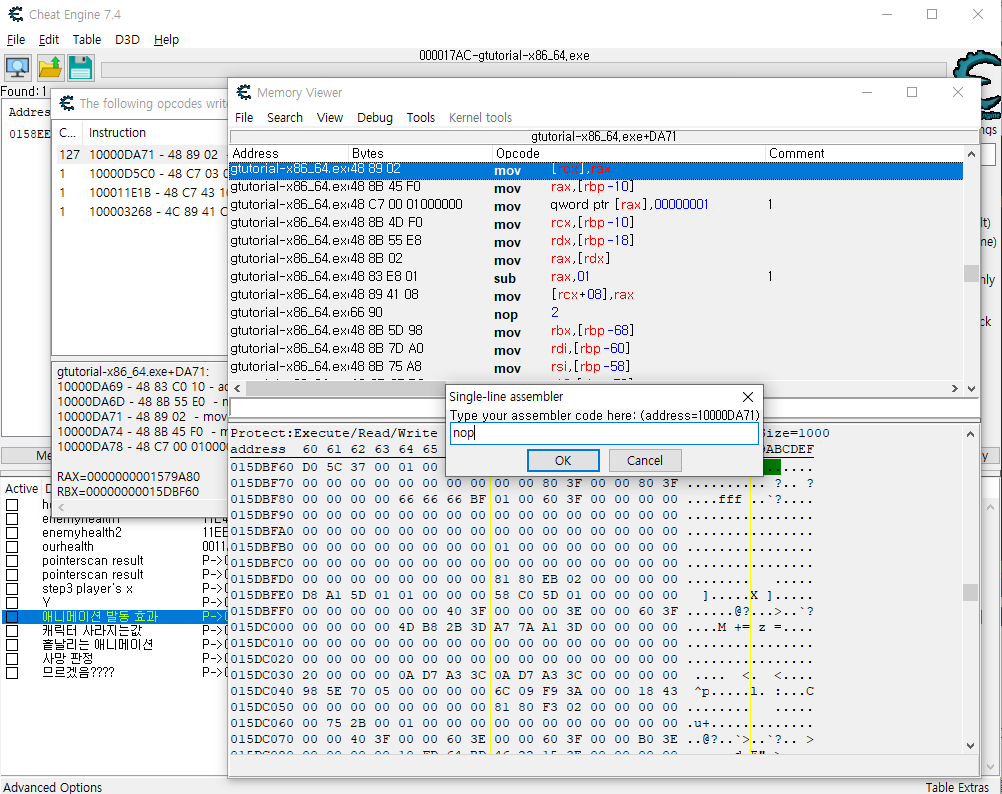 Cheat Engine 7.4
File Edit Table D3D Help
000017AC-gtutorial-x86_64.exe
Found: 1
Addres
0158EE
The following opcodes write
C... Instruction
127 10000DA71 - 48 89 02
1 10000D5C0 - 48 C7 03 0
1 100011E1B - 48 C7 43 10
1 100003268 - 4C 89 41 0
gtutorial-x86_64.exe+DA71:
10000DA69 - 48 83 C0 10 - ad
10000DA6D - 48 8B 55 E0 - m
10000DA71 - 48 89 02 - mov
10000DA74 - 48 8B 45 F0 - m
10000DA78 - 48 C7 00 010000
RAX=0000000001579A80
RBX=00000000015DBF60
Memory Viewer
File Search View Debug Tools Kernel tools
gtutorial-x86_64.exe+DA71
Address Bytes Opcode Comment
gtutorial-x86_64.ex 48 89 02 mov [rdx],rax
gtutorial-x86_64.ex 48 8B 45 F0 mov rax,[rbp-10]
gtutorial-x86_64.ex 48 C7 00 01000000 mov qword ptr [rax],00000001 1
gtutorial-x86_64.ex 48 8B 4D F0 mov rcx,[rbp-10]
gtutorial-x86_64.ex 48 8B 55 E8 mov rdx,[rbp-18]
gtutorial-x86_64.ex 48 8B 02 mov rax,[rdx]
gtutorial-x86_64.ex 48 83 E8 01 sub rax,01 1
gtutorial-x86_64.ex 48 89 41 08 mov [rcx+08],rax
gtutorial-x86_64.ex 66 90 nop 2
gtutorial-x86_64.ex 48 8B 5D 98 mov rbx,[rbp-68]
gtutorial-x86_64.ex 48 8B 7D A0 mov rdi,[rbp-60]
gtutorial-x86_64.ex 48 8B 75 A8 mov rsi,[rbp-58]
Single-line assembler
Type your assembler code here: (address=10000DA71)
nop
OK Cancel
Protect:Execute/Read/Write
Size=1000
address 60 61 62 63 64 65
ABCDEF
015DBF60 D0 5C 37 00 01 00
015DBF70 00 00 00 00 00 00 00 00 00 00 80 3F 00 00 80 3F ..........?.. ?
015DBF80 00 00 00 00 66 66 66 BF 01 00 60 3F 00 00 00 00 ....fff ..`?....
015DBF90 00 00 00 00 00 00 00 00 00 00 00 00 00 00 00 00 ................
015DBFA0 00 00 00 00 00 00 00 00 00 00 00 00 00 00 00 00 ................
015DBFB0 00 00 00 00 00 00 00 00 01 00 00 00 00 00 00 00 ................
015DBFC0 00 00 00 00 00 00 00 00 00 00 00 00 00 00 00 00 ................
015DBFD0 00 00 00 00 00 00 00 00 81 80 EB 02 00 00 00 00
015DBFE0 D8 A1 5D 01 01 00 00 00 58 C0 5D 01 00 00 00 00 ].....X ].....
015DBFF0 00 00 00 00 00 00 40 3F 00 00 00 3E 00 00 60 3F ......@?...>..`?
015DC000 00 00 00 00 4D B8 2B 3D A7 7A A1 3D 00 00 00 00 ....M += z =....
015DC010 00 00 00 00 00 00 00 00 00 00 00 00 00 00 00 00 ................
015DC020 00 00 00 00 00 00 00 00 00 00 00 00 00 00 00 00 ................
015DC030 20 00 00 00 0A D7 A3 3C 0A D7 A3 3C 00 00 00 00 .... <. <....
015DC040 98 5E 70 05 00 00 00 00 6C 09 F9 3A 00 00 18 43 ^p.....l. :...C
015DC050 00 00 00 00 00 00 00 00 81 80 F3 02 00 00 00 00
015DC060 00 75 2B 00 01 00 00 00 00 00 00 00 00 00 00 00 .u+.............
015DC070 00 00 40 3F 00 00 60 3E 00 00 60 3F 00 00 B0 3E ..@?..`>..`?.. >
Active
enemyhealth1 11E4
enemyhealth2 11EE
ourhealth 0011
pointerscan result P->
pointerscan result P->
step3 player's x P->
Y P->
애니메이션 발동 효과 P->
캐릭터 사라지는값 P->
흩날리는 애니메이션 P->
사망 판정 P->
므르겠음???? P->
Advanced Options
Table Extras